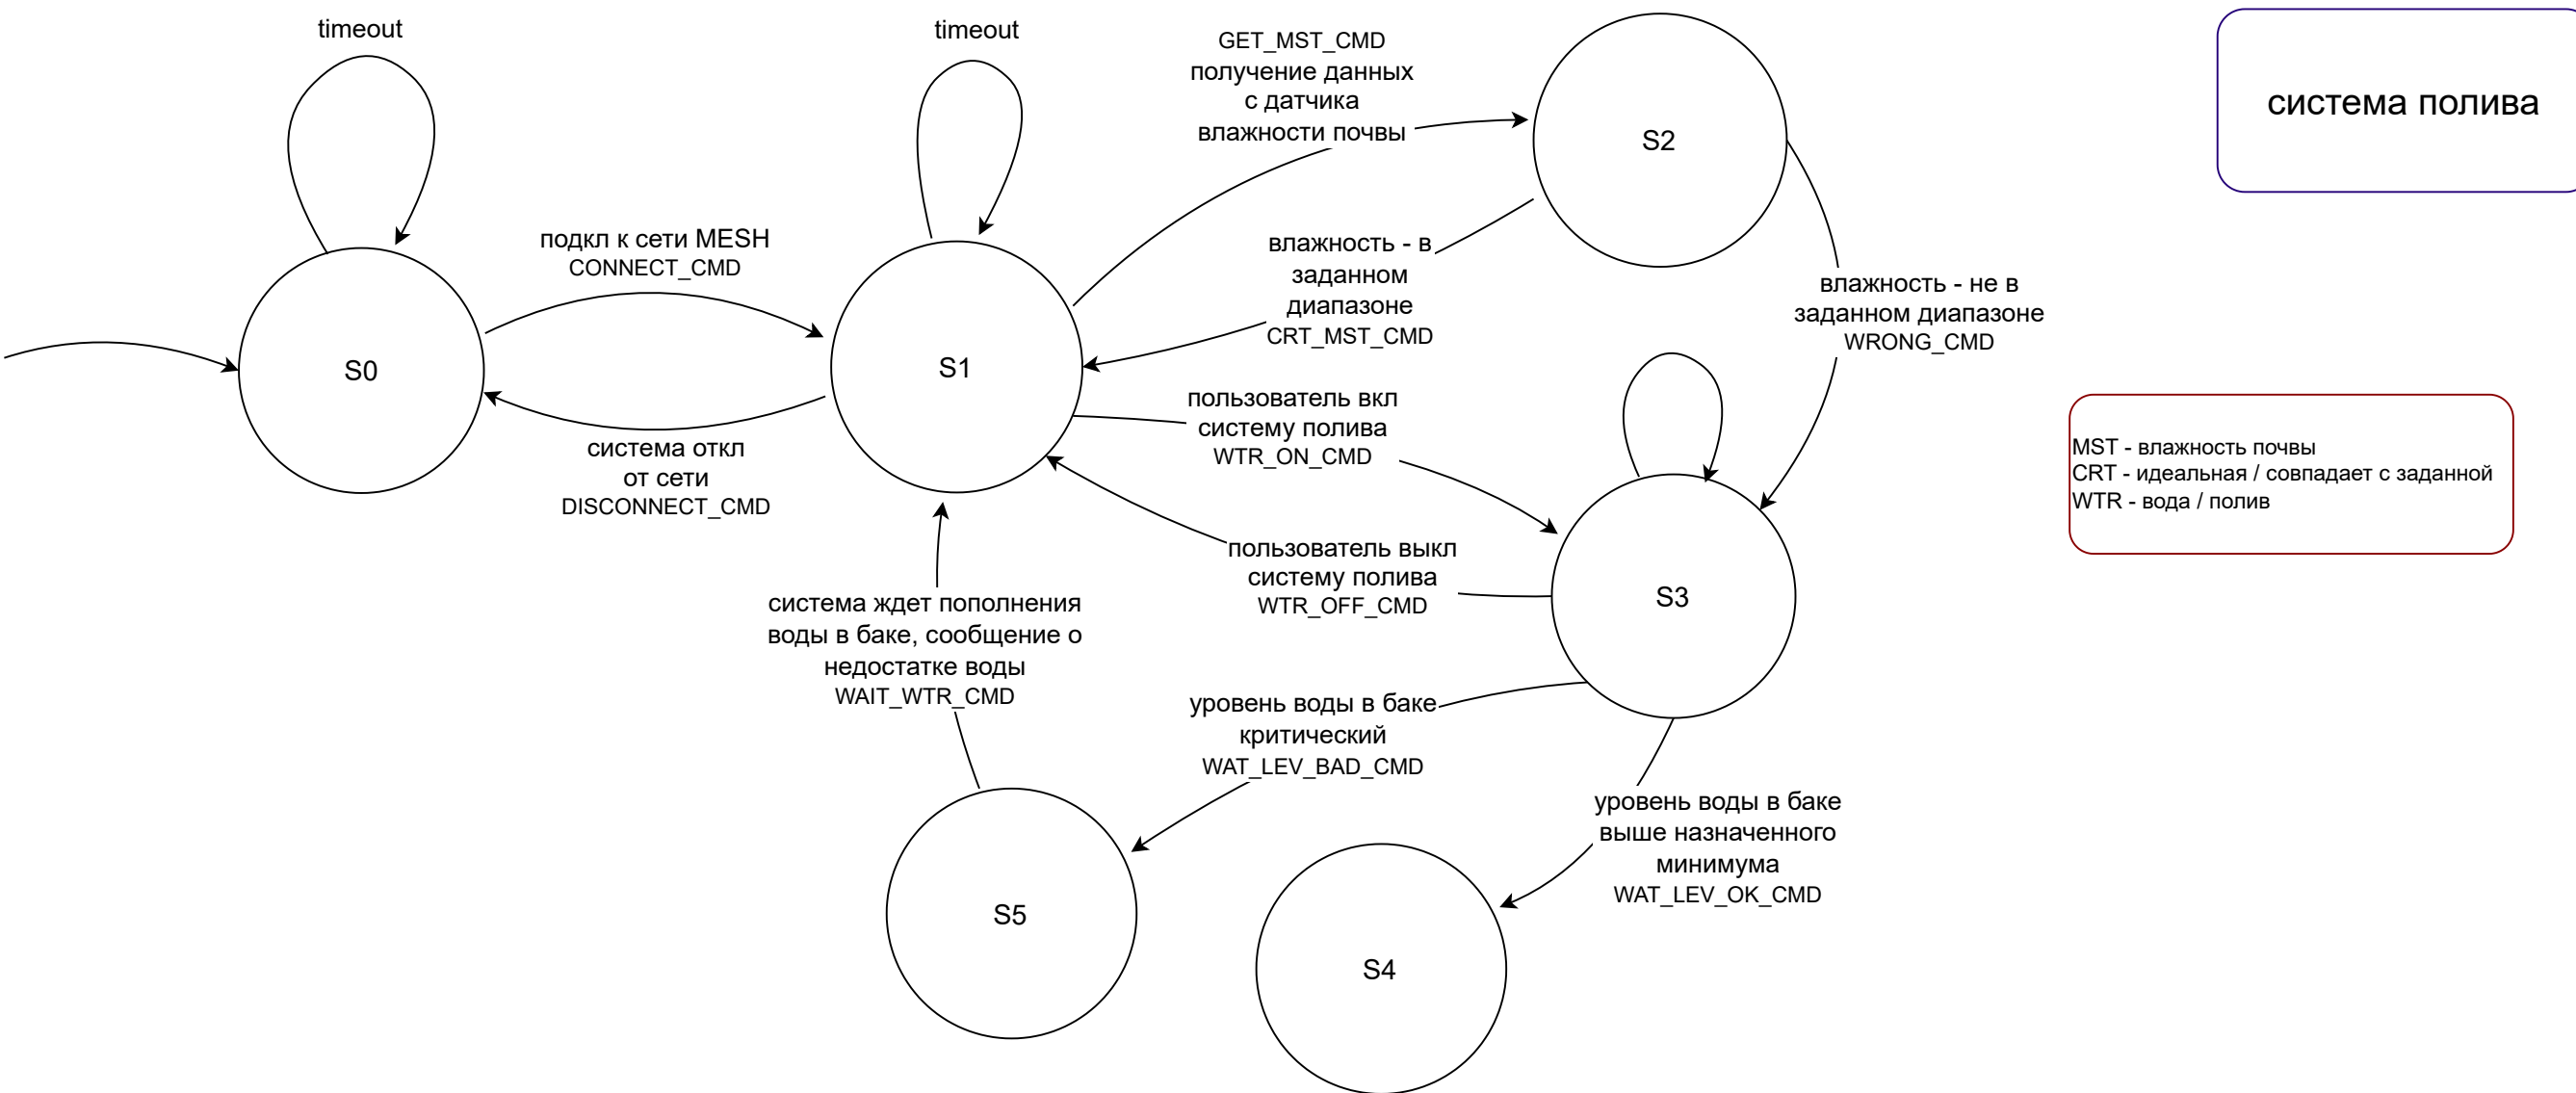 timeout
timeout
GET_MST_CMD
получение данных
с датчика
влажности почвы
S2
система полива
подкл к сети MESH
CONNECT_CMD
влажность - в
заданном
диапазоне
CRT_MST_CMD
влажность - не в
заданном диапазоне
WRONG_CMD
S0
S1
пользователь вкл
систему полива
WTR_ON_CMD
система откл
от сети
DISCONNECT_CMD
MST - влажность почвы
CRT - идеальная / совпадает с заданной
WTR - вода / полив
пользователь выкл
систему полива
WTR_OFF_CMD
S3
система ждет пополнения
воды в баке, сообщение о
недостатке воды
WAIT_WTR_CMD
уровень воды в баке
критический
WAT_LEV_BAD_CMD
уровень воды в баке
выше назначенного
минимума
WAT_LEV_OK_CMD
S5
S4